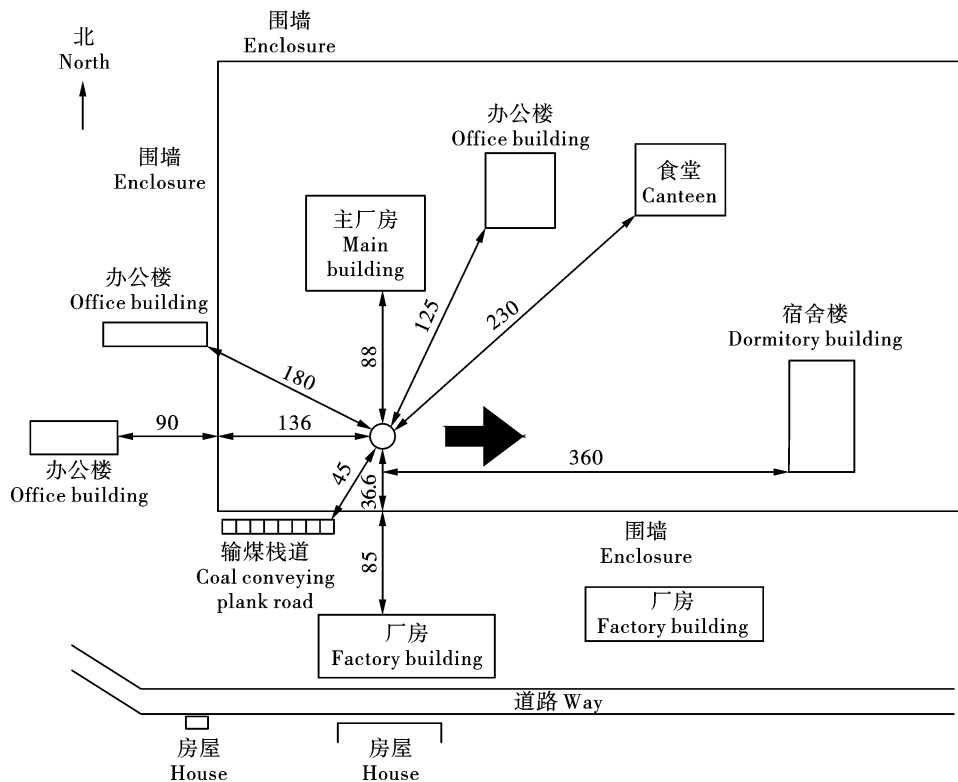 围墙
Enclosure
北
North
办公楼
Office building
围墙
Enclosure
食堂
Canteen
主厂房
Main
building
办公楼
Office building
125
230
宿舍楼
Dormitory building
88
180
90
136
办公楼
Office building
45
36.6
360
围墙
Enclosure
输煤栈道
Coal conveying
plank road
85
厂房
Factory building
厂房
Factory building
道路 Way
房屋
House
房屋
House